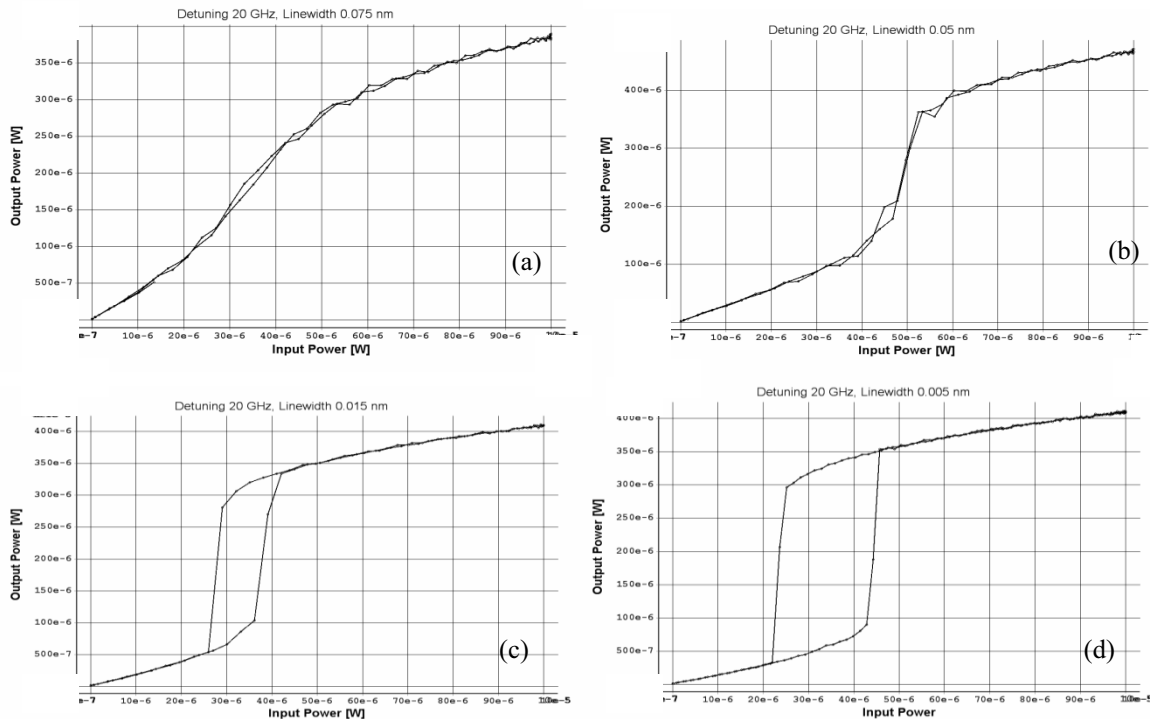 Detuning 20 GHz, Linewidth 0.075 nm
Output Power [W]
350e-6
300e-6
250e-6
200e-6
150e-6
100e-6
500e-7
(a)
e-7 10e-6 20e-6 30e-6 40e-6 50e-6 60e-6 70e-6 80e-6 90e-6
Input Power [W]
Detuning 20 GHz, Linewidth 0.05 nm
Output Power [W]
400e-6
300e-6
200e-6
100e-6
(b)
-7 10e-6 20e-6 30e-6 40e-6 50e-6 60e-6 70e-6 80e-6 90e-6
Input Power [W]
Detuning 20 GHz, Linewidth 0.015 nm
Output Power [W]
400e-6
350e-6
300e-6
250e-6
200e-6
150e-6
100e-6
500e-7
(c)
e-7 10e-6 20e-6 30e-6 40e-6 50e-6 60e-6 70e-6 80e-6 90e-6
Input Power [W]
Detuning 20 GHz, Linewidth 0.005 nm
Output Power [W]
400e-6
350e-6
300e-6
250e-6
200e-6
150e-6
100e-6
500e-7
(d)
e-7 10e-6 20e-6 30e-6 40e-6 50e-6 60e-6 70e-6 80e-6 90e-6
Input Power [W]